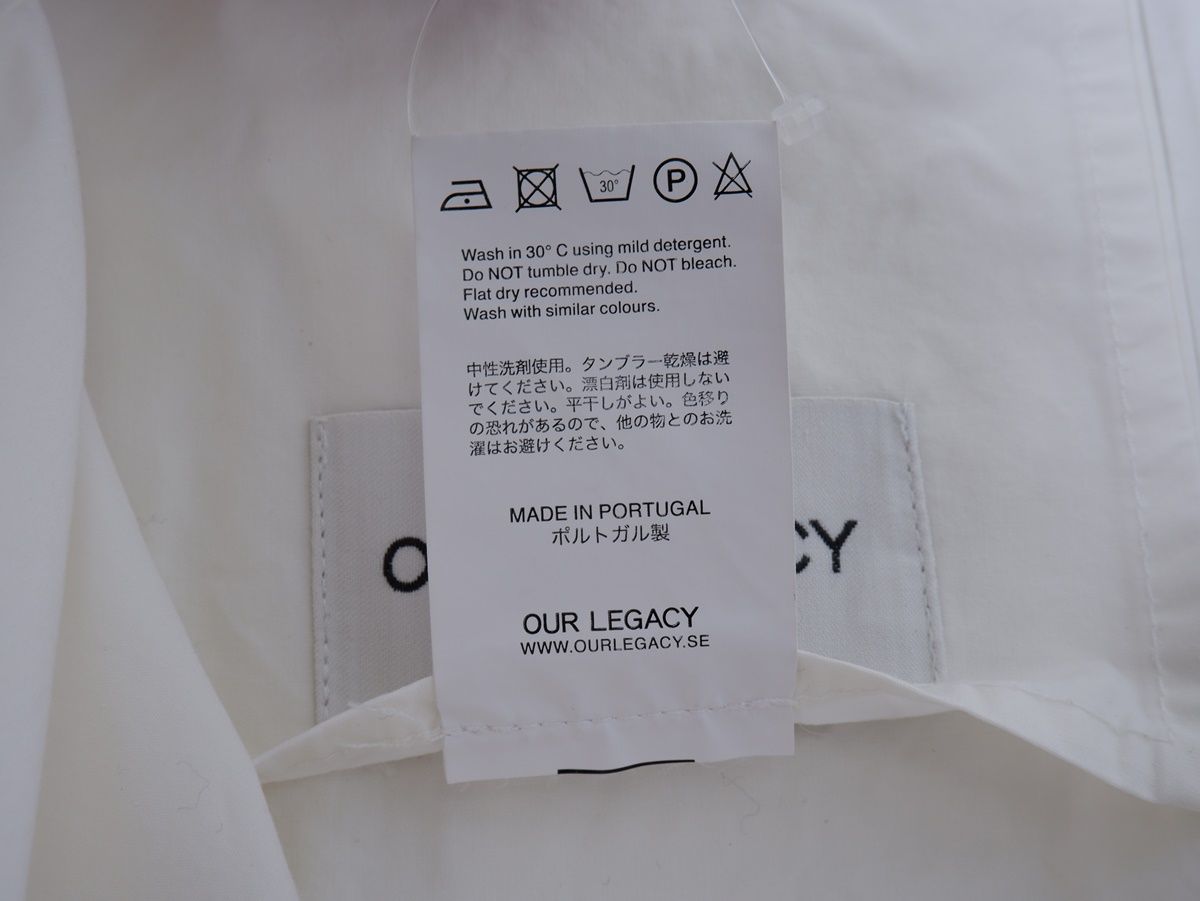 30°
P
Wash in 30° C using mild detergent.
Do NOT tumble dry. Do NOT bleach.
Flat dry recommended.
Wash with similar colours.
中性洗剤使用。タンブラー乾燥は避
けてください。漂白剤は使用しない
でください。平干しがよい。色移り
の恐れがあるので、他の物とのお洗
濯はお避けください。
MADE IN PORTUGAL
ポルトガル製
O CY
OUR LEGACY
WWW.OURLEGACY.SE